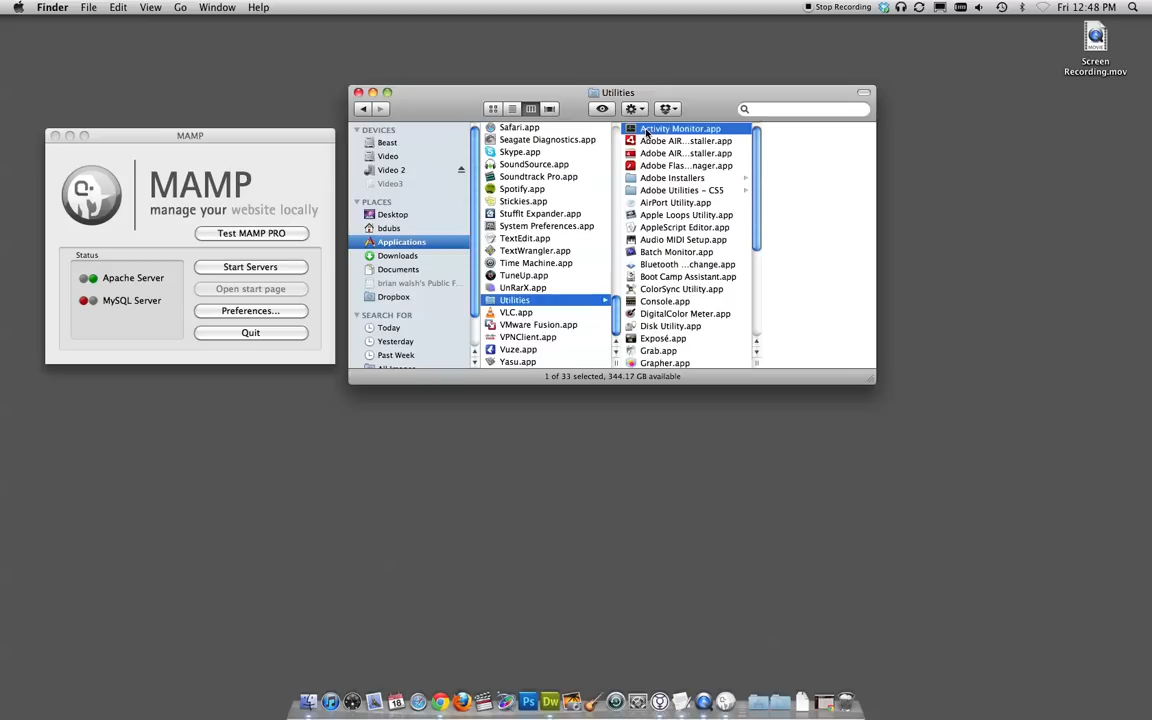 Finder File Edit View Go Window Help
Stop Recording
Fri 12:48 PM
MOVIE
Screen
Recording.mov
MAMP
MAMP
manage your website locally
Test MAMP PRO
Status
Apache Server
MySQL Server
Start Servers
Open start page
Preferences...
Quit
Utilities
DEVICES
Beast
Video
Video 2
Video3
PLACES
Desktop
bdubs
Applications
Downloads
Documents
brian walsh's Public F...
Dropbox
SEARCH FOR
Today
Yesterday
Past Week
All Images
Safari.app
Seagate Diagnostics.app
Skype.app
SoundSource.app
Soundtrack Pro.app
Spotify.app
Stickies.app
StuffIt Expander.app
System Preferences.app
TextEdit.app
TextWrangler.app
Time Machine.app
TuneUp.app
UnRarX.app
Utilities
VLC.app
VMware Fusion.app
VPNClient.app
Vuze.app
Yasu.app
Activity Monitor.app
Adobe AIR...staller.app
Adobe AIR...staller.app
Adobe Flas...nager.app
Adobe Installers
Adobe Utilities - CS5
AirPort Utility.app
Apple Loops Utility.app
AppleScript Editor.app
Audio MIDI Setup.app
Batch Monitor.app
Bluetooth ...change.app
Boot Camp Assistant.app
ColorSync Utility.app
Console.app
DigitalColor Meter.app
Disk Utility.app
Exposé.app
Grab.app
Grapher.app
1 of 33 selected, 344.17 GB available
18
Ps
Dw